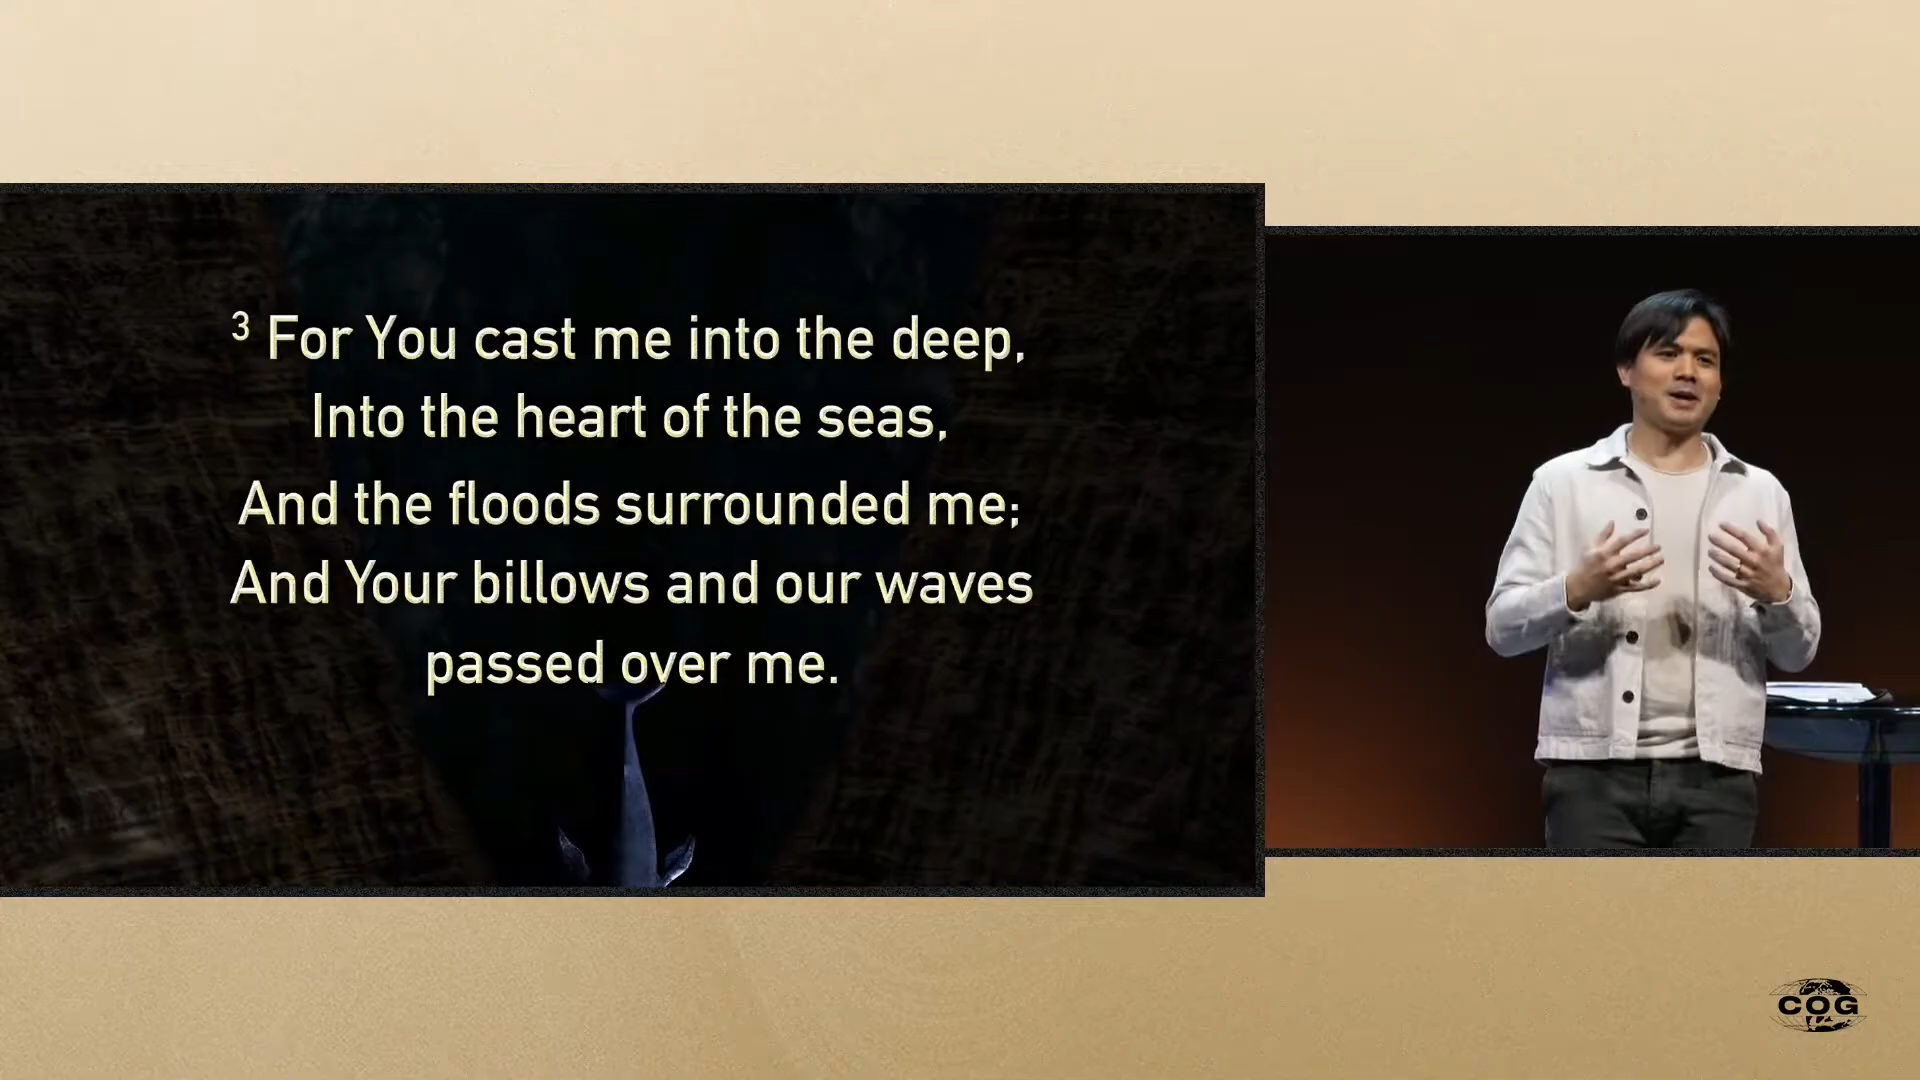 3 For You cast me into the deep,
Into the heart of the seas,
And the floods surrounded me;
And Your billows and our waves
passed over me.
COG